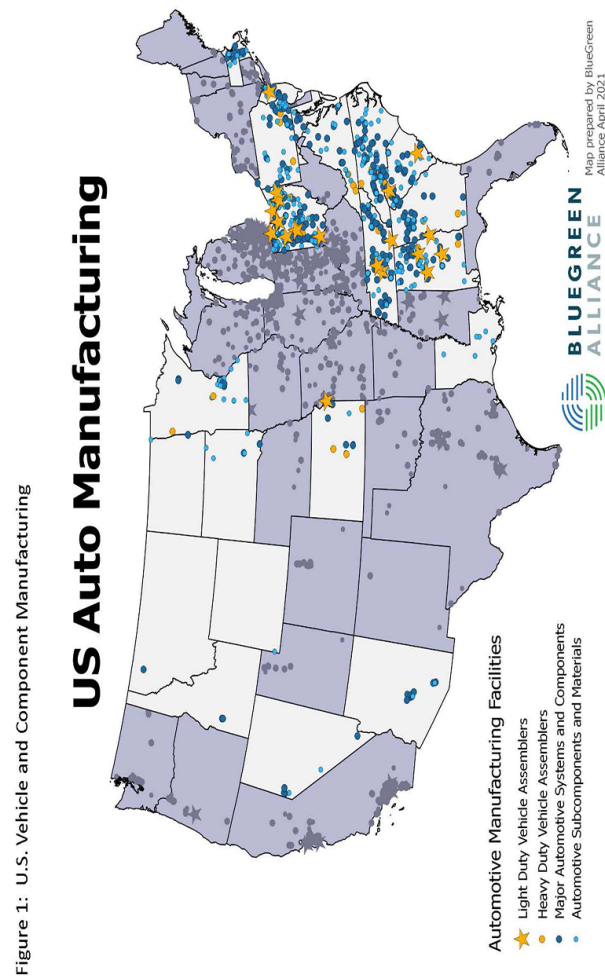 Figure 1: U.S. Vehicle and Component Manufacturing
US Auto Manufacturing
Automotive Manufacturing Facilities
Light Duty Vehicle Assemblers
Heavy Duty Vehicle Assemblers
Major Automotive Systems and Components
Automotive Subcomponents and Materials
BLUEGREEN
ALLIANCE
Map prepared by BlueGreen
Alliance April 2021